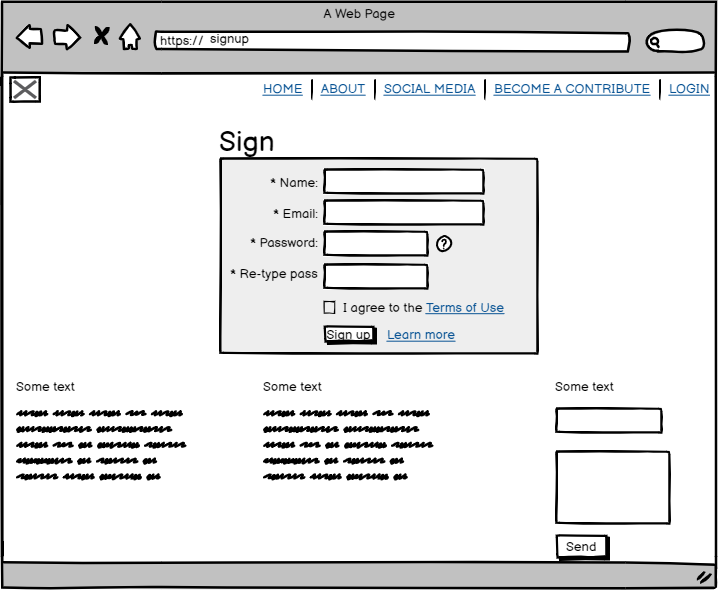 A Web Page
https:// signup
HOME ABOUT SOCIAL MEDIA BECOME A CONTRIBUTE LOGIN
Sign
* Name:
* Email:
* Password: ?
* Re-type pass
I agree to the Terms of Use
Sign up Learn more
Some text Some text Some text
Send